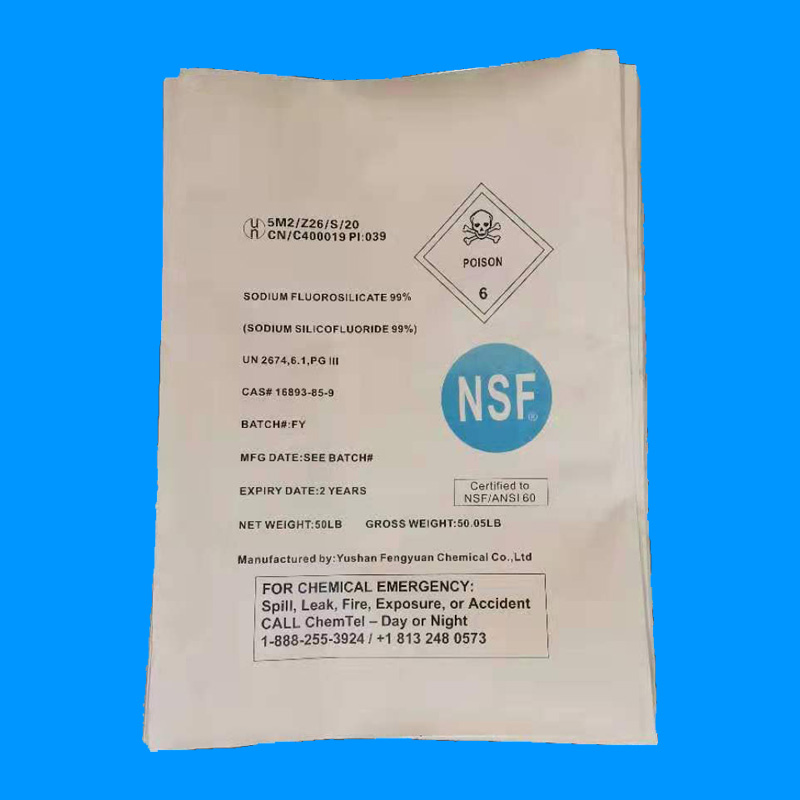 un 5M2/Z26/S/20
CN/C400019 PI:039
POISON
6
SODIUM FLUOROSILICATE 99%
(SODIUM SILICOFLUORIDE 99%)
UN 2674,6.1,PG III
CAS# 16893-85-9
BATCH#:FY
MFG DATE:SEE BATCH#
EXPIRY DATE:2 YEARS
NET WEIGHT:50LB GROSS WEIGHT:50.05LB
NSF®
Certified to
NSF/ANSI 60
Manufactured by:Yushan Fengyuan Chemical Co.,Ltd
FOR CHEMICAL EMERGENCY:
Spill, Leak, Fire, Exposure, or Accident
CALL ChemTel – Day or Night
1-888-255-3924 / +1 813 248 0573